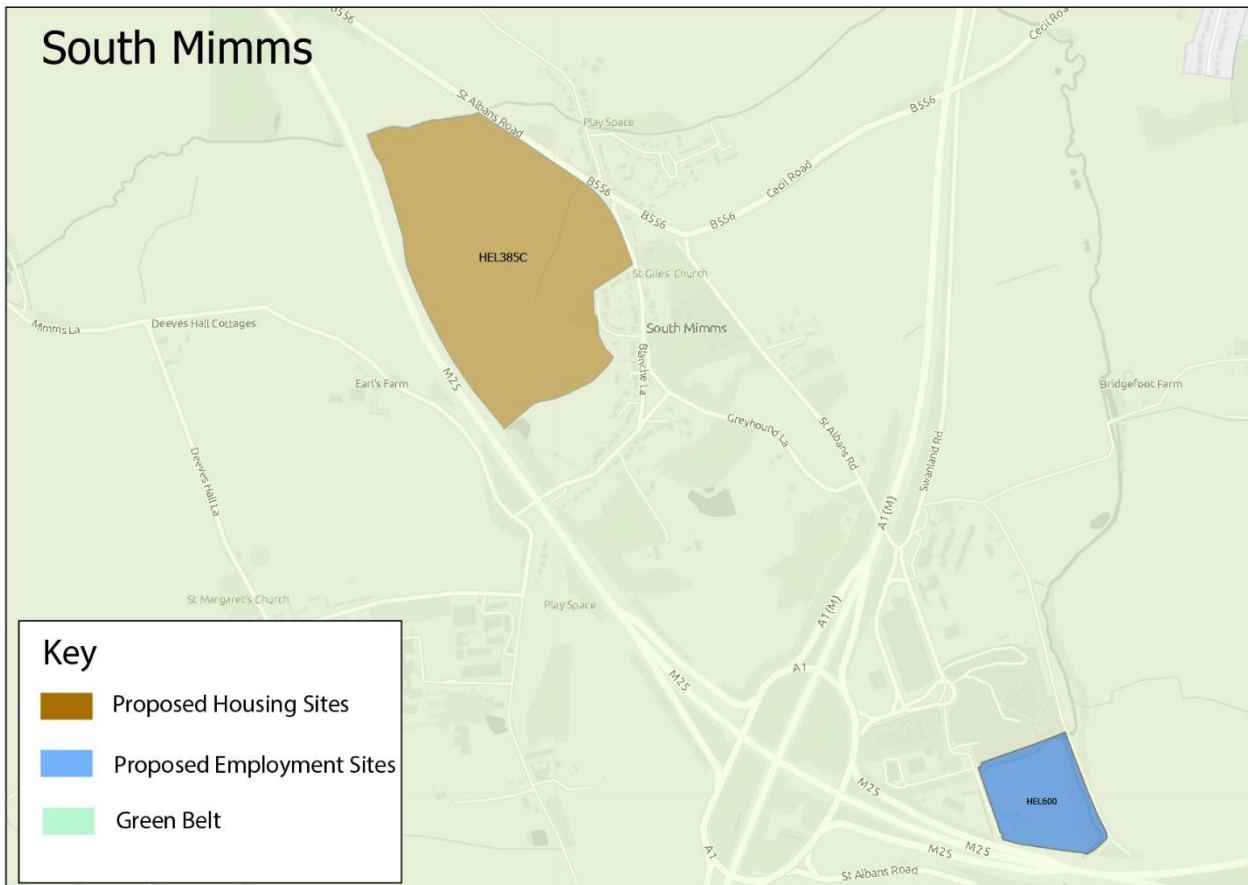 South Mimms
B556
Cecil Road
St Albans Road
B556
Play Space
B556
Cecil Road
B556
B556
HEL385C
St Giles' Church
Mimms La
Deeves Hall Cottages
South Mimms
Earl's Farm
M25
Blanche La
Bridgefoot Farm
Greyhound La
St Albans Rd
Swanland Rd
Deeves Hall La
A1(M)
St Margaret's Church
Play Space
A1(M)
Key
M25
A1
Proposed Housing Sites
Proposed Employment Sites
M25
HEL600
Green Belt
A1
M25
M25
St Albans Road